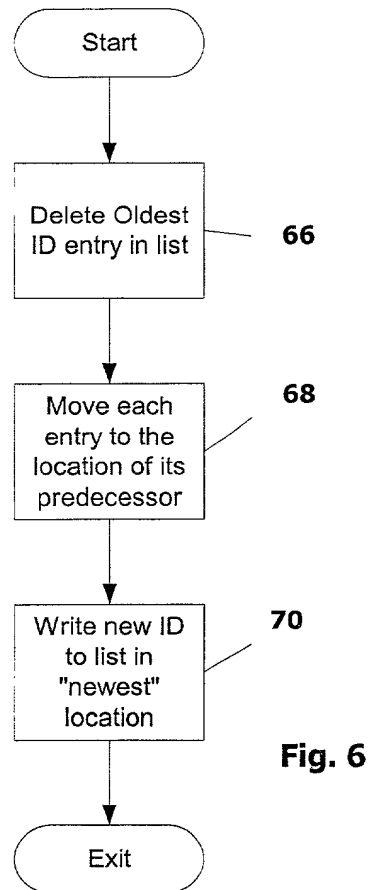 Start
Delete Oldest
ID entry in list
66
Move each
entry to the
location of its
predecessor
68
Write new ID
to list in
"newest"
location
70
Fig. 6
Exit